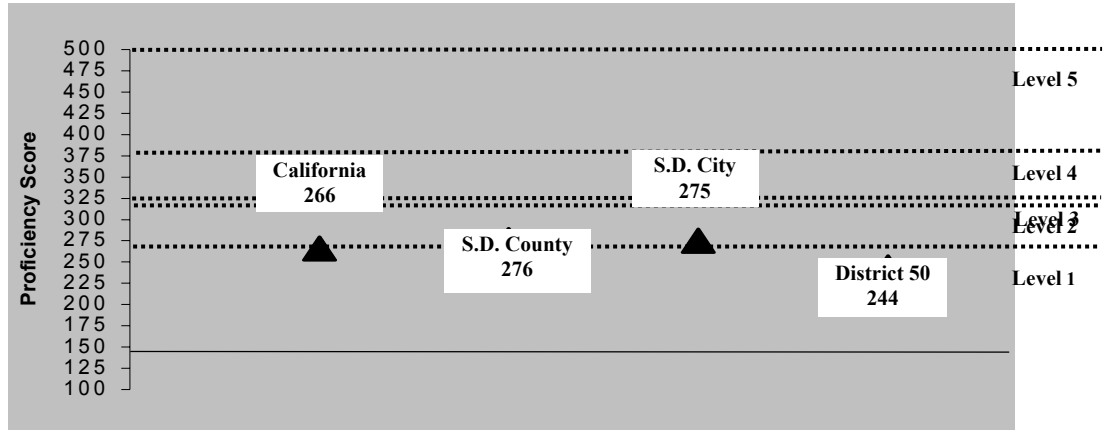 Proficiency Score
500
475
450
425
400
375
350
325
300
275
250
225
200
175
150
125
100
California
266
S.D. County
276
S.D. City
275
District 50
244
Level 5
Level 4
Level 3
Level 2
Level 1